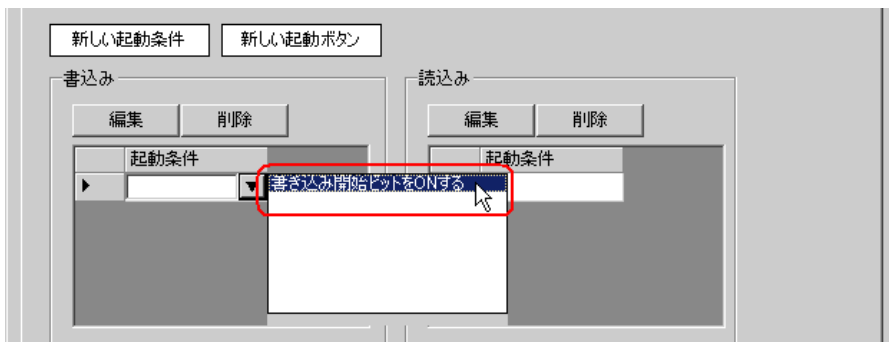 新しい起動条件 新しい起動ボタン
書込み 読込み
編集 削除 編集 削除
起動条件 起動条件
書き込み開始ビットをONする